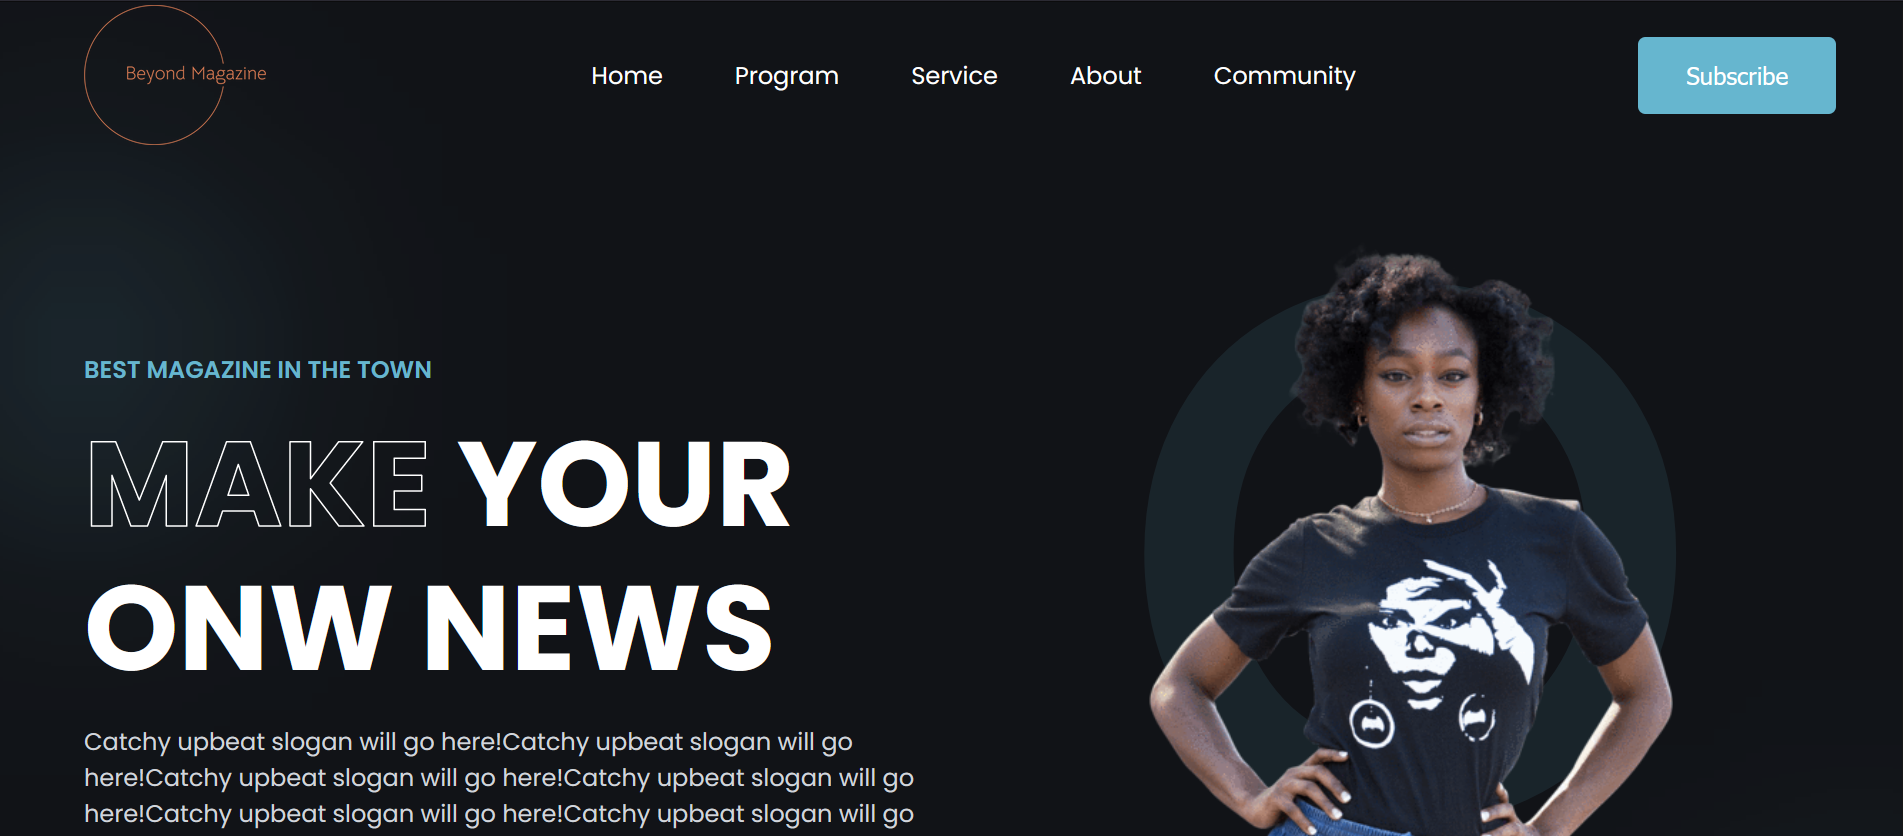 Beyond Magazine
Home Program Service About Community
Subscribe
BEST MAGAZINE IN THE TOWN
MAKE YOUR
ONW NEWS
Catchy upbeat slogan will go here!Catchy upbeat slogan will go
here!Catchy upbeat slogan will go here!Catchy upbeat slogan will go
here!Catchy upbeat slogan will go here!Catchy upbeat slogan will go